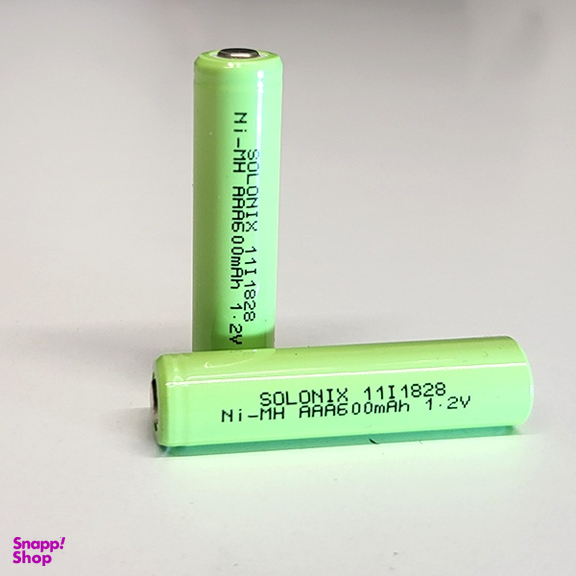 SOLONIX 11I1828
Ni-MH AAA600mAh 1.2V
SOLONIX 11I1828
Ni-MH AAA600mAh 1.2V
Snapp!
Shop